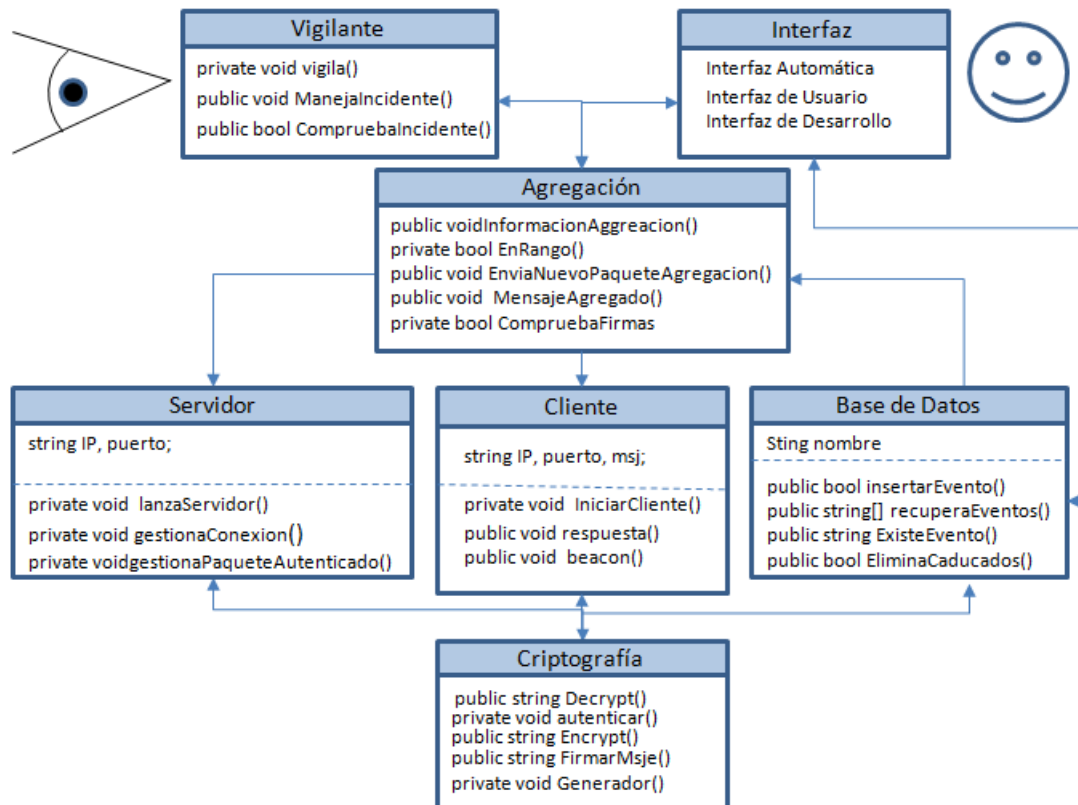 Vigilante
private void vigila()
public void ManejaIncidente()
public bool CompruebaIncidente()
Interfaz
Interfaz Automática
Interfaz de Usuario
Interfaz de Desarrollo
Agregación
public voidInformacionAggreacion()
private bool EnRango()
public void EnviaNuevoPaqueteAgregacion()
public void MensajeAgregado()
private bool CompruebaFirmas
Servidor
string IP, puerto;
private void lanzaServidor()
private void gestionaConexion()
private voidgestionaPaqueteAutenticado()
Cliente
string IP, puerto, msj;
private void IniciarCliente()
public void respuesta()
public void beacon()
Base de Datos
Sting nombre
public bool insertarEvento()
public string[] recuperaEventos()
public string ExisteEvento()
public bool EliminaCaducados()
Criptografía
public string Decrypt()
private void autenticar()
public string Encrypt()
public string FirmarMsje()
private void Generador()